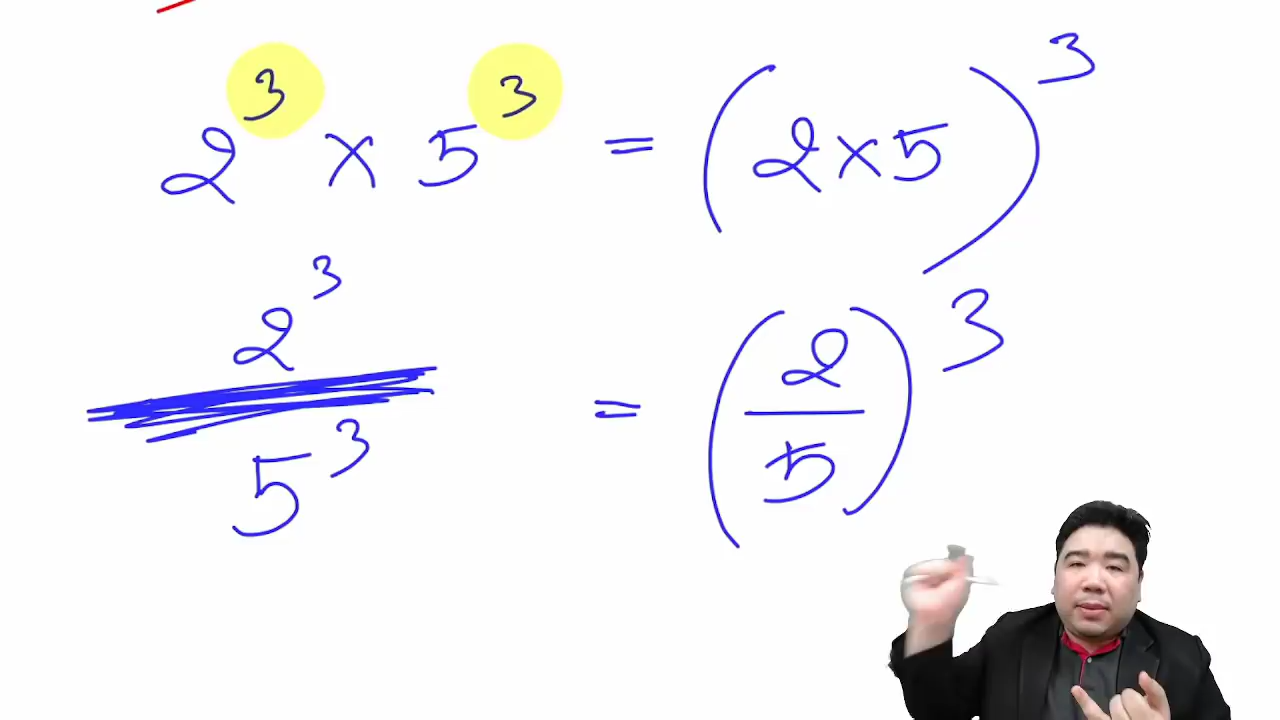 2³ × 5³ = (2 × 5)³
2³/5³ = (2/5)³